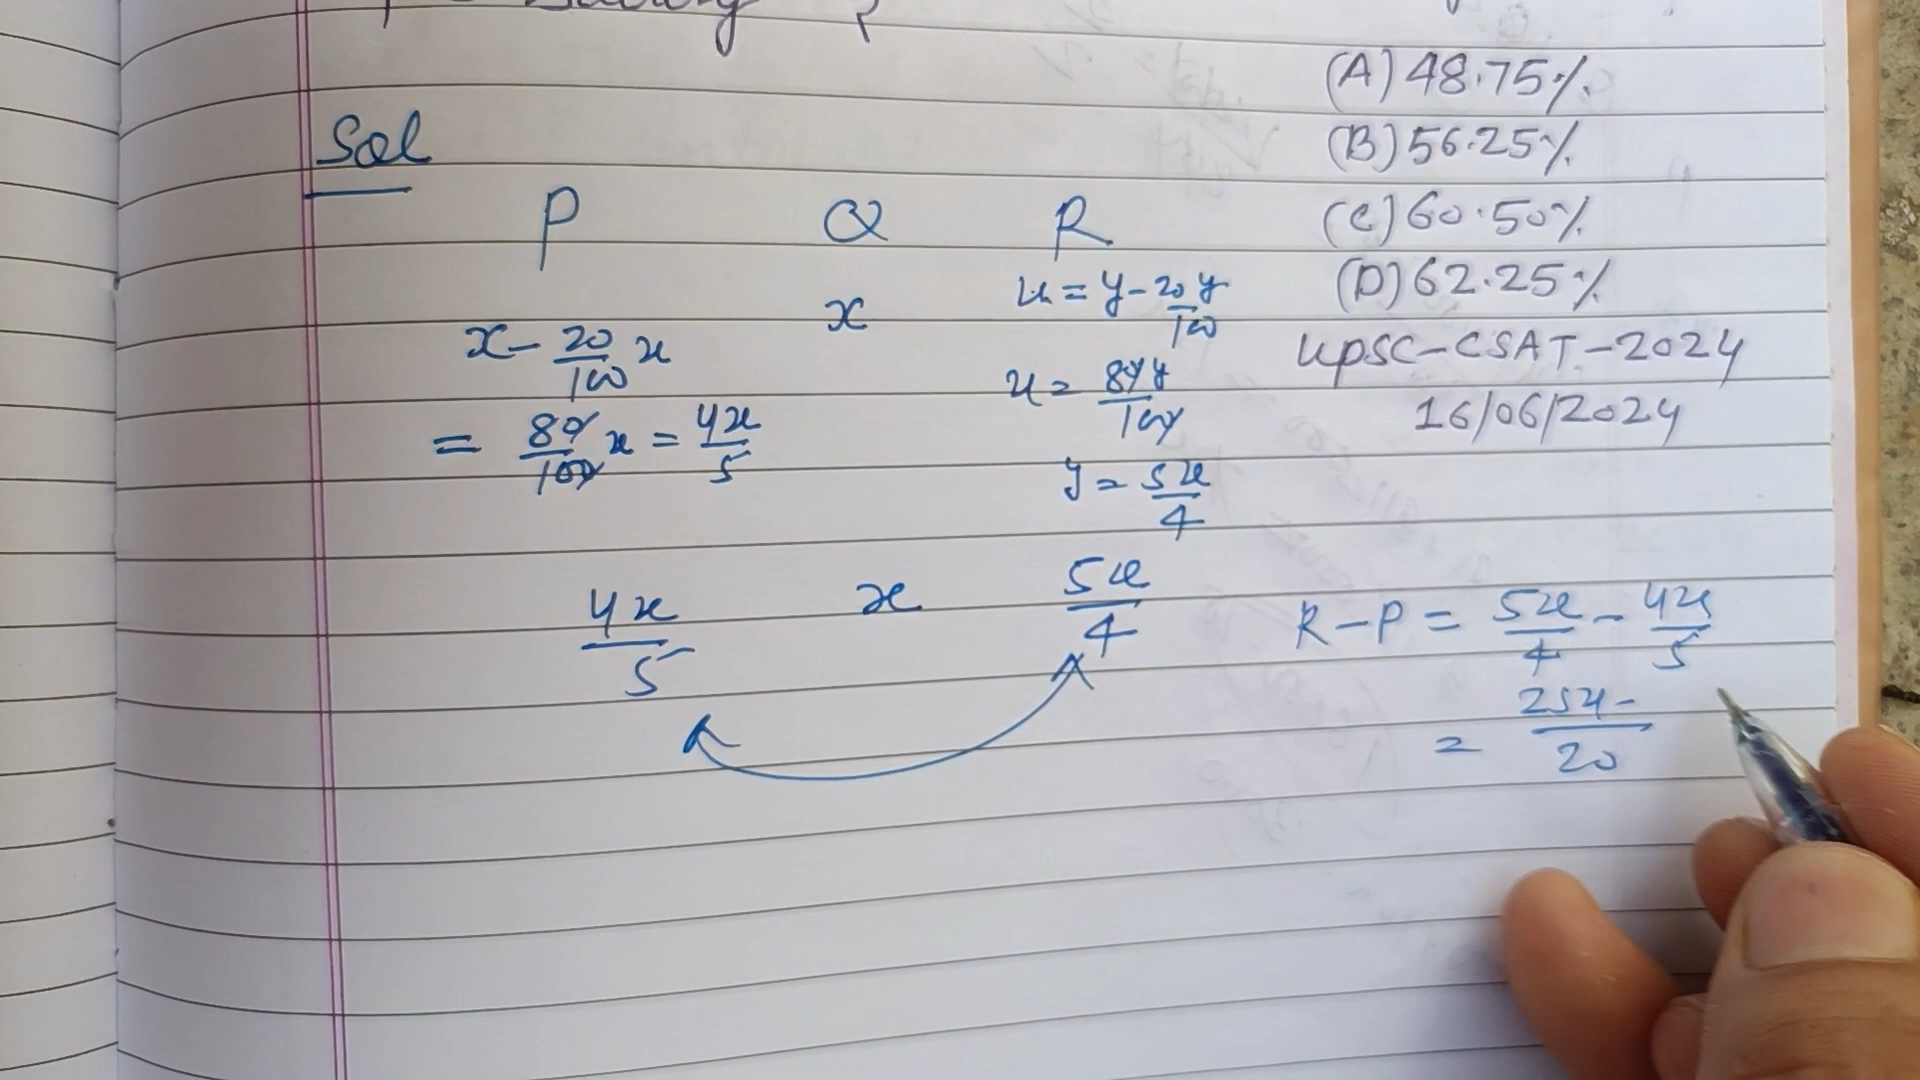 Salary ?
(A) 48.75%
(B) 56.25%
(C) 60.50%
(D) 62.25%
UPSC-CSAT-2024
16/06/2024
Sol
P Q R
x - 20/100 x
= 80/100 x = 4x/5
x
x = y - 20y/100
x = 80y/100
y = 5x/4
4x/5 x 5x/4
R - P = 5x/4 - 4x/5
= 25x - / 20